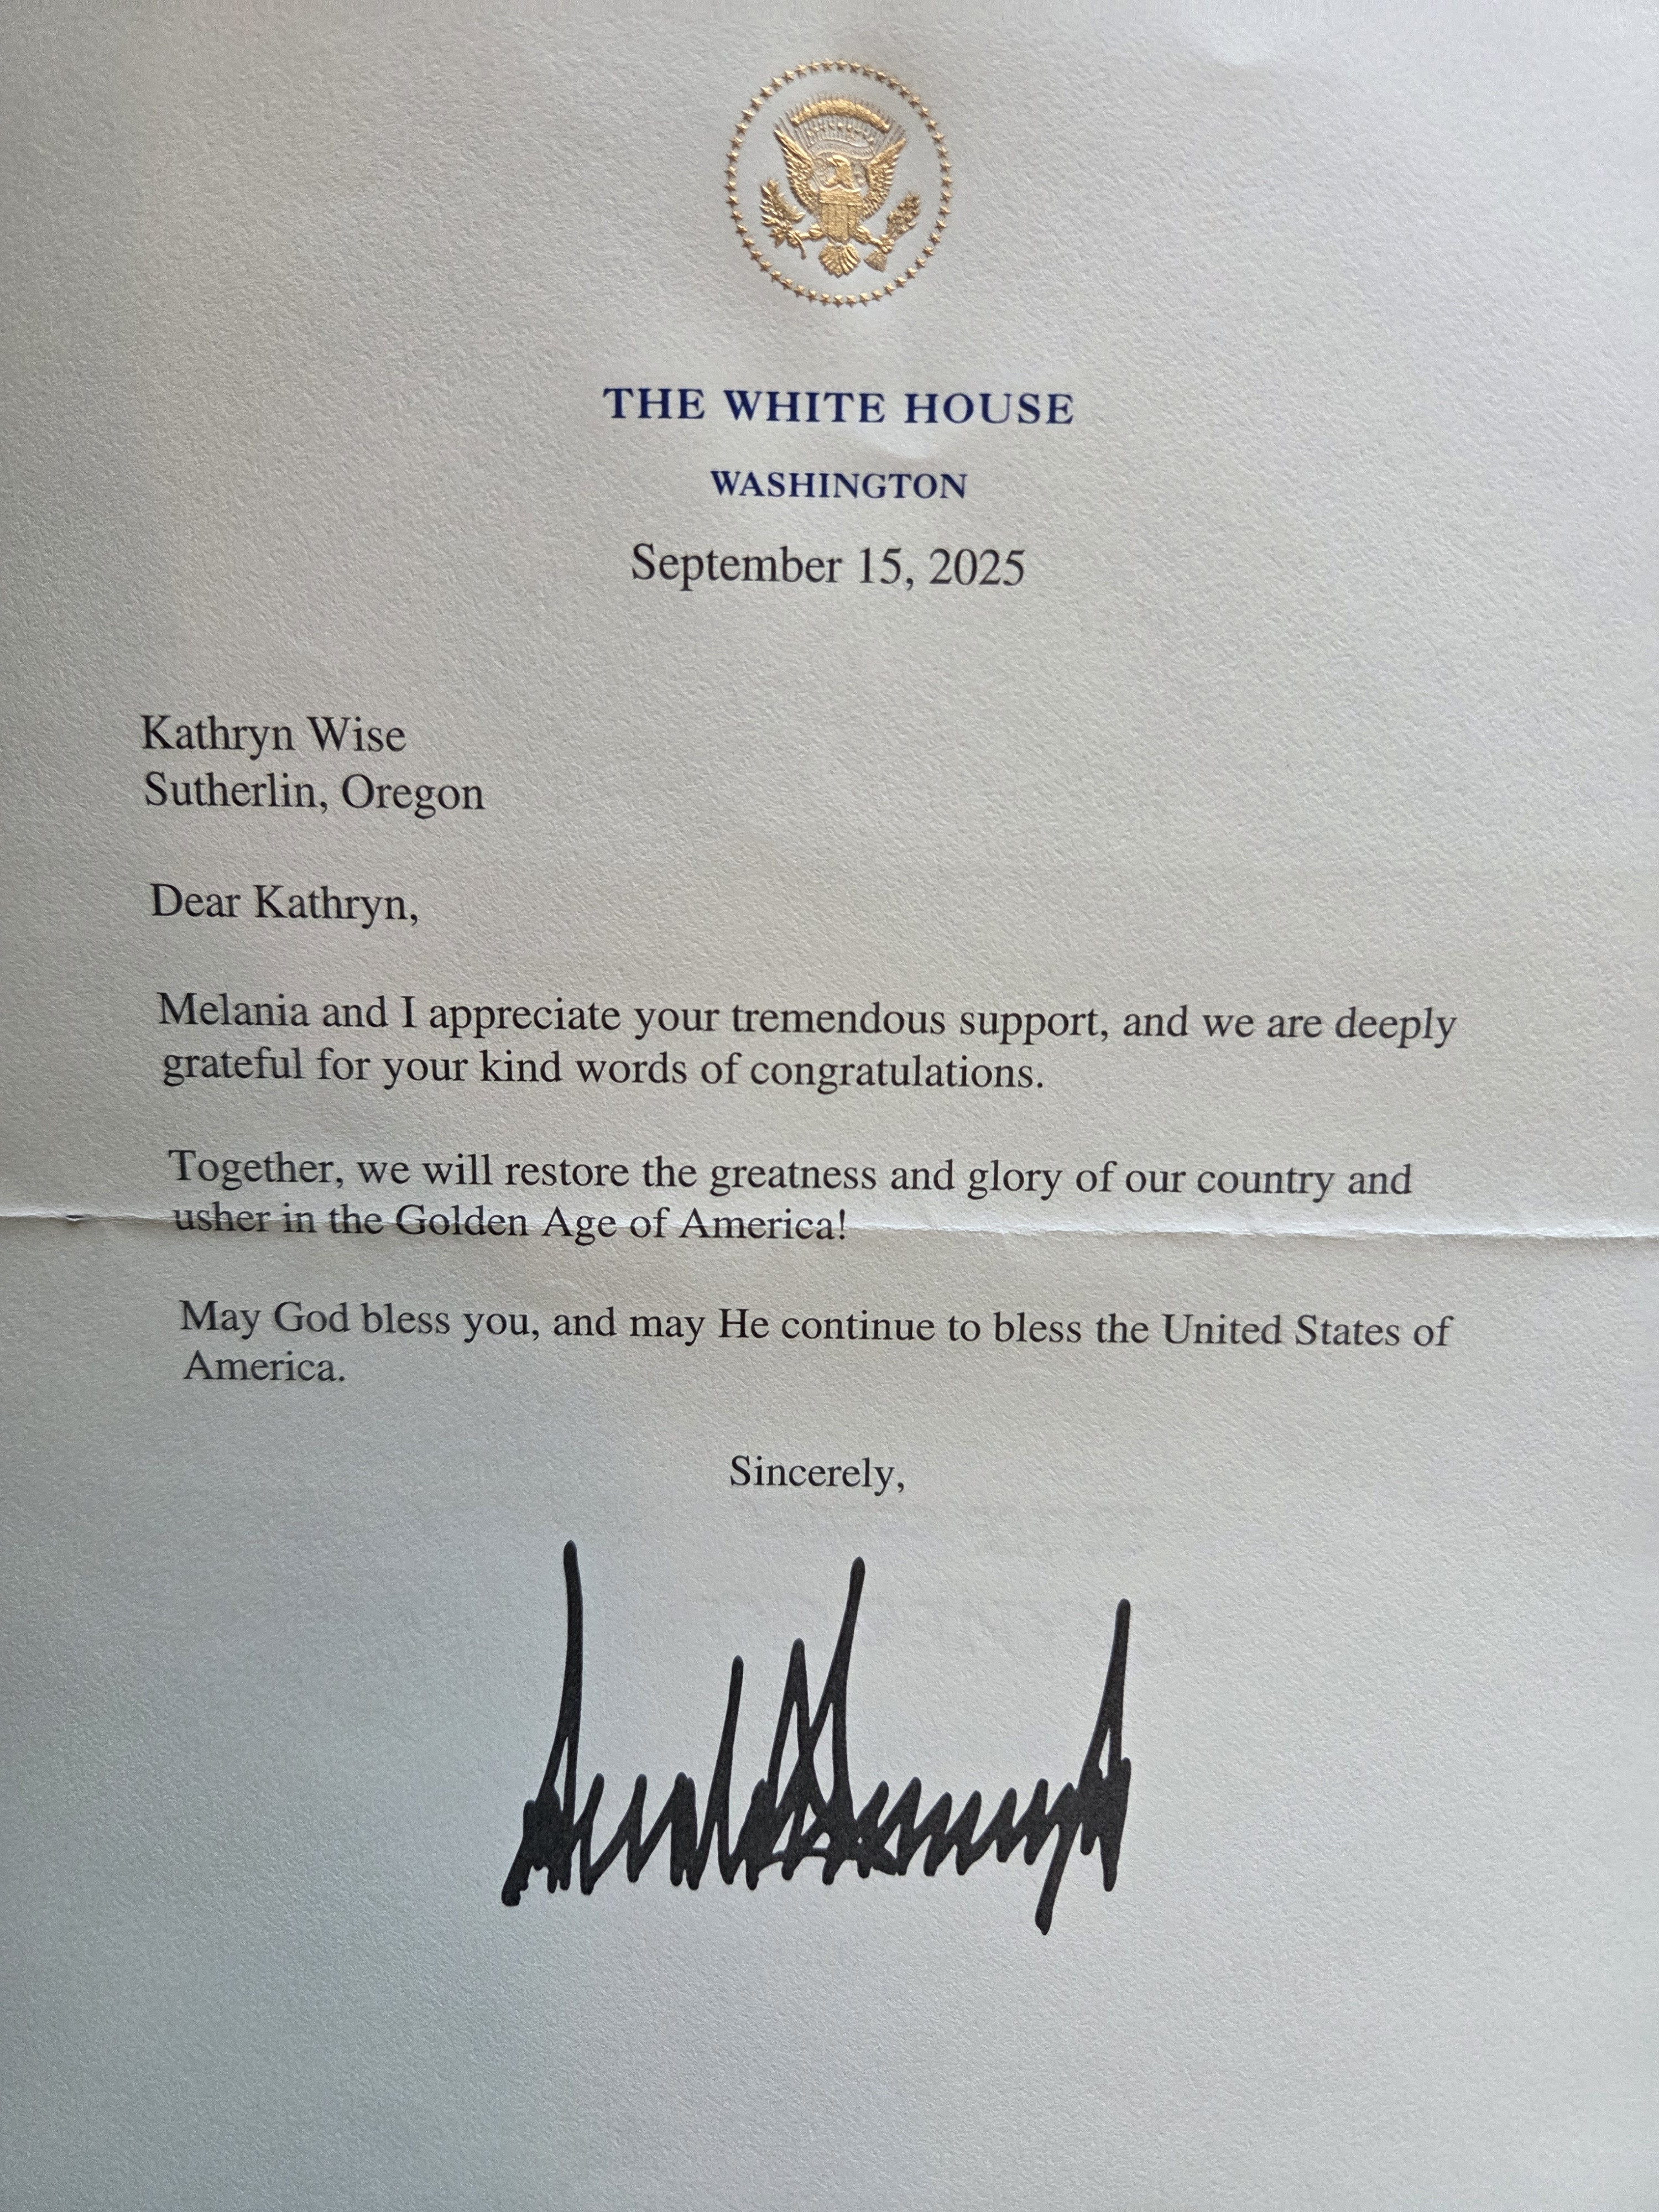 THE WHITE HOUSE
WASHINGTON
September 15, 2025
Kathryn Wise
Sutherlin, Oregon
Dear Kathryn,
Melania and I appreciate your tremendous support, and we are deeply
grateful for your kind words of congratulations.
Together, we will restore the greatness and glory of our country and
usher in the Golden Age of America!
May God bless you, and may He continue to bless the United States of
America.
Sincerely,